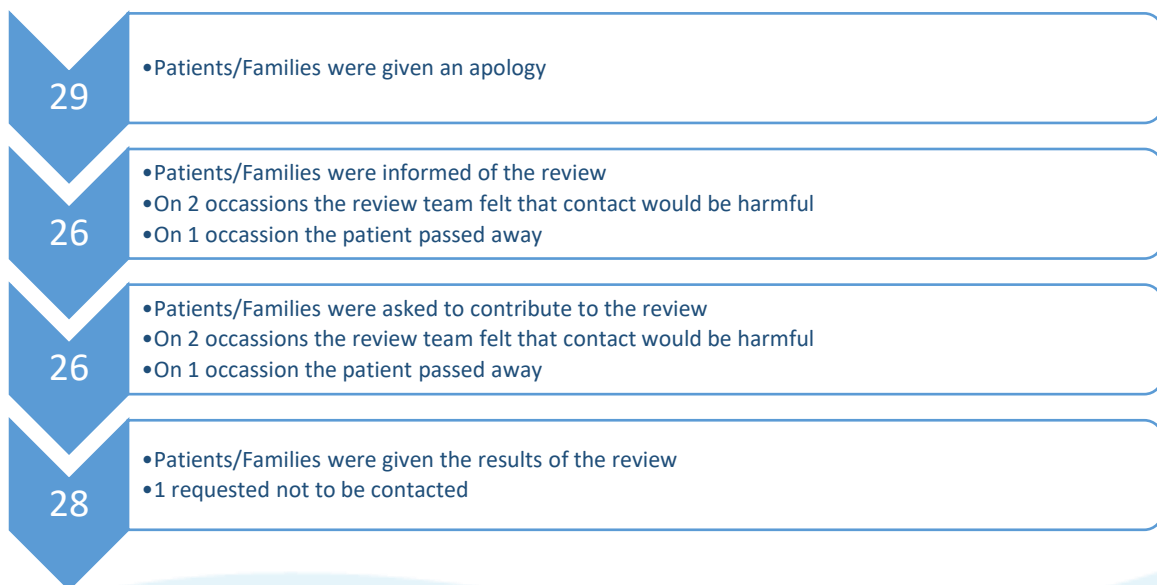 29
•Patients/Families were given an apology
26
•Patients/Families were informed of the review
•On 2 occassions the review team felt that contact would be harmful
•On 1 occassion the patient passed away
26
•Patients/Families were asked to contribute to the review
•On 2 occassions the review team felt that contact would be harmful
•On 1 occassion the patient passed away
28
•Patients/Families were given the results of the review
•1 requested not to be contacted